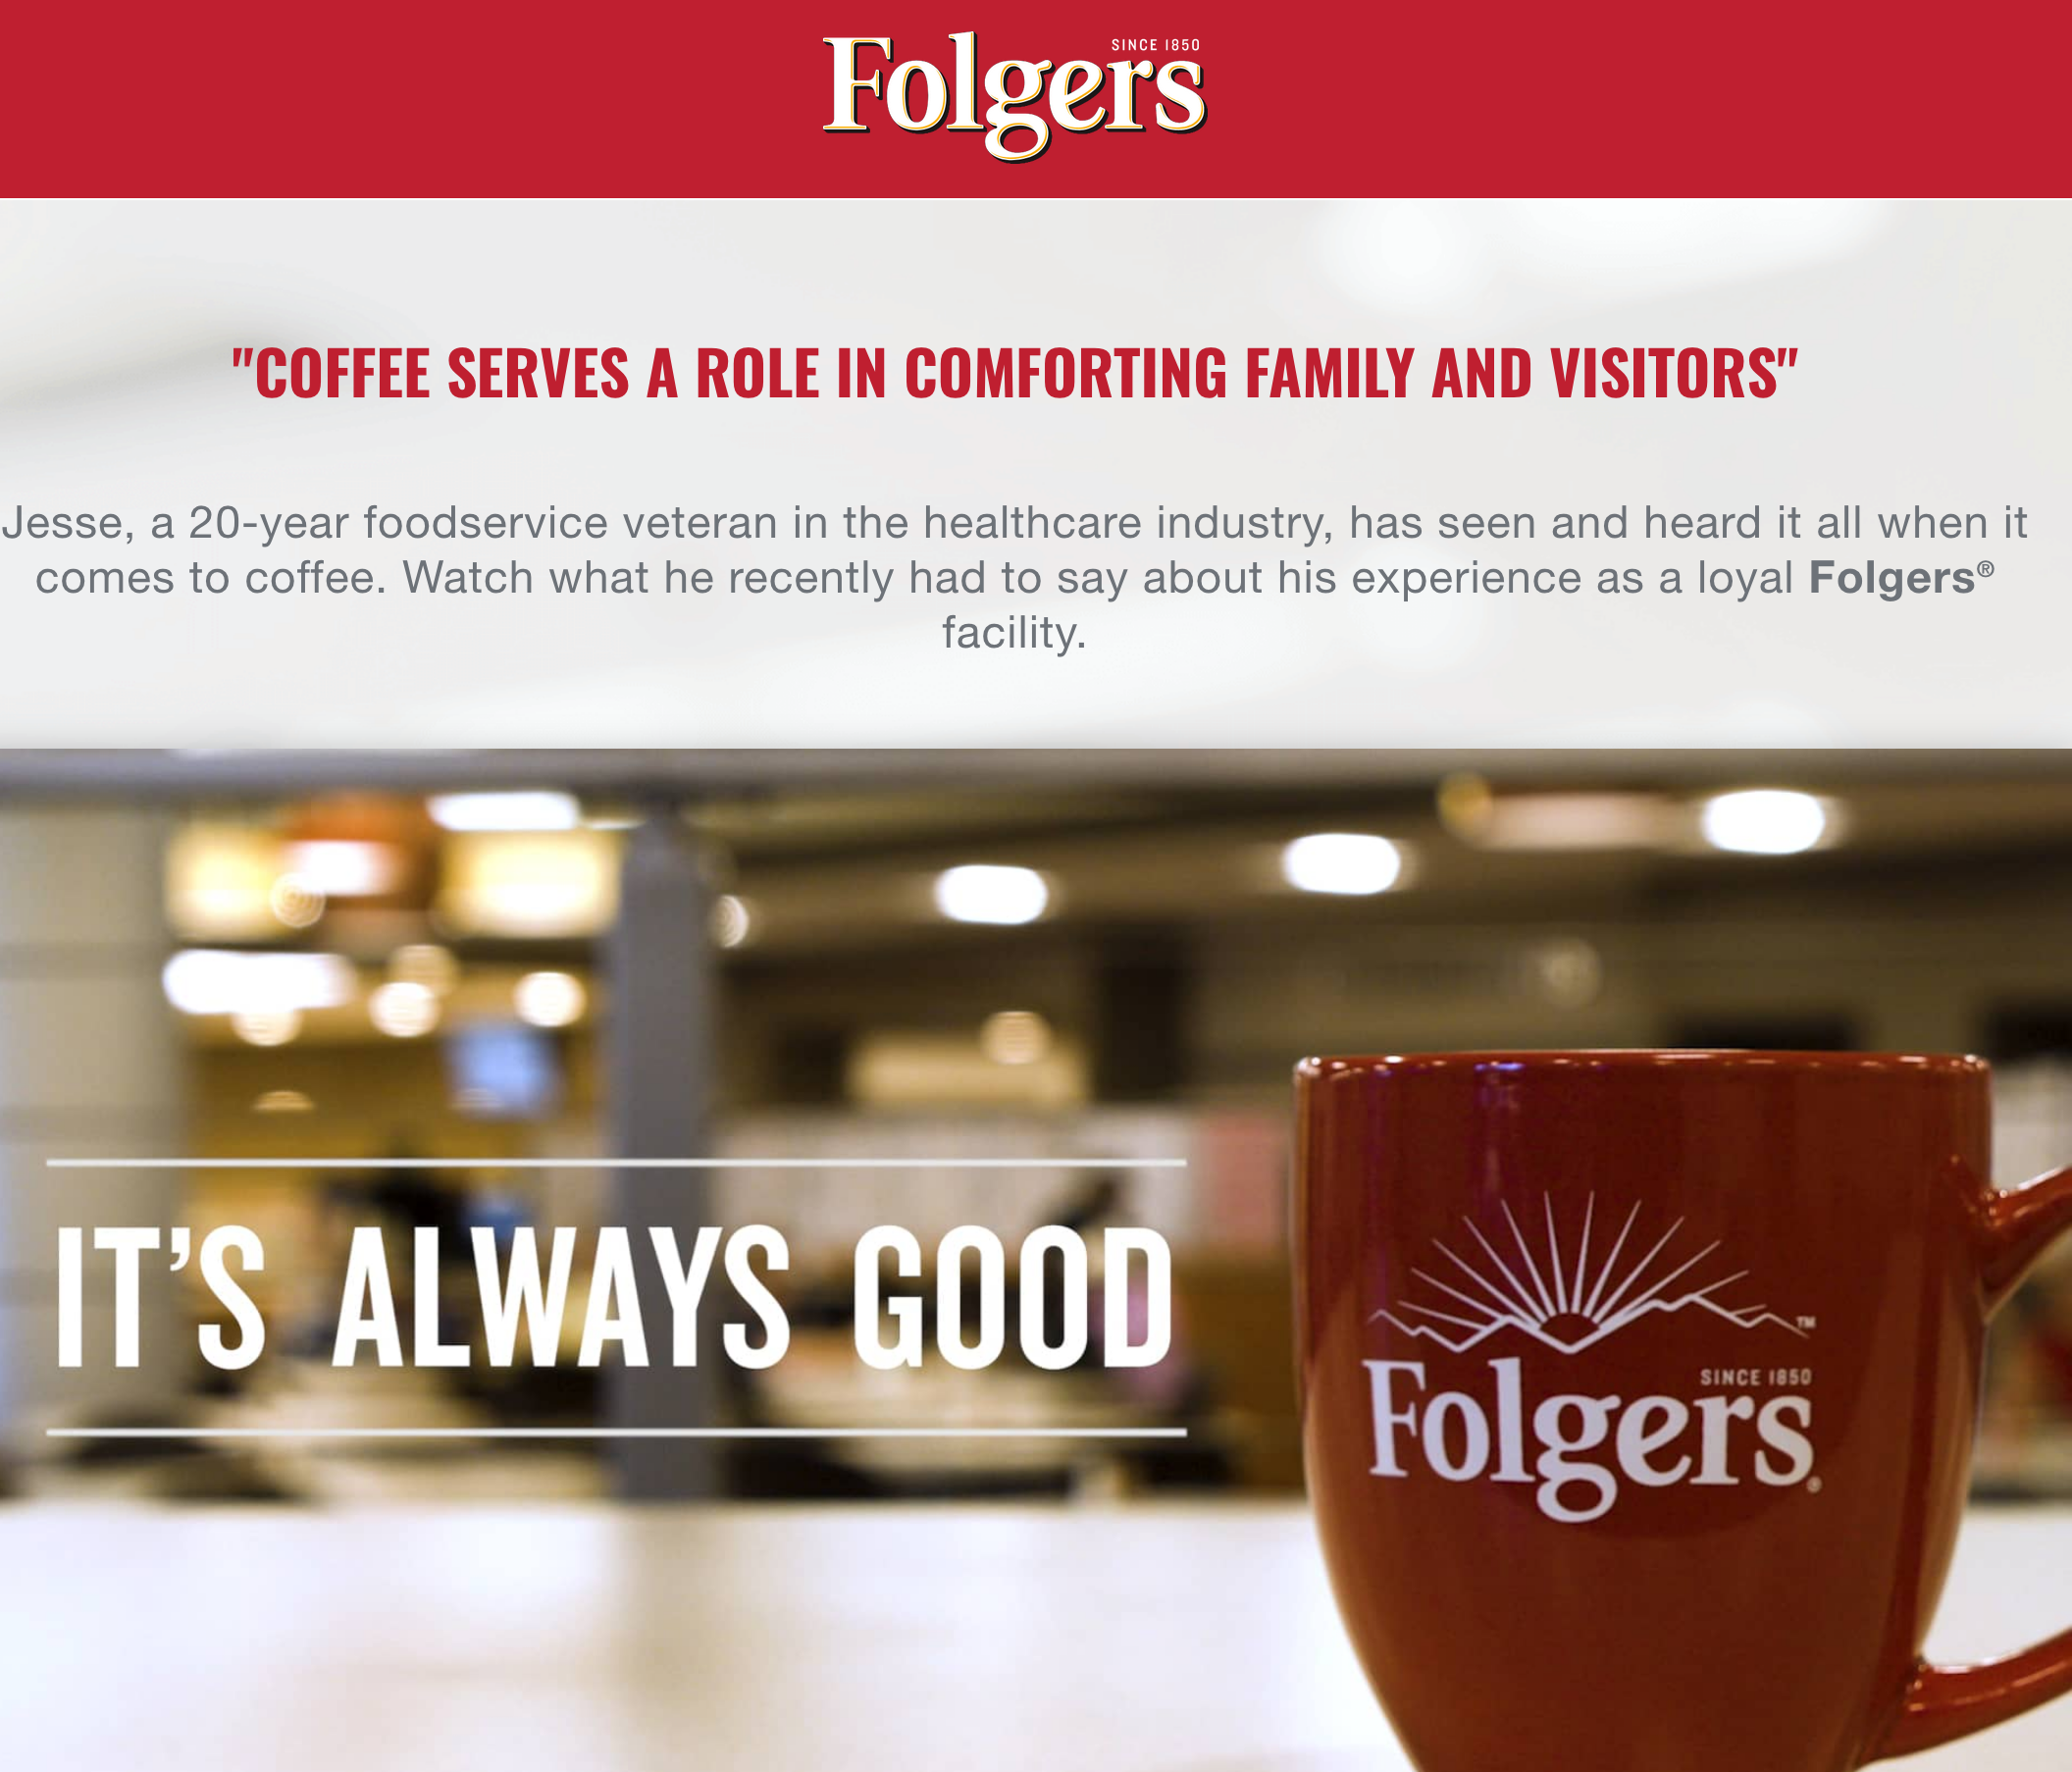 SINCE 1850
Folgers
"COFFEE SERVES A ROLE IN COMFORTING FAMILY AND VISITORS"
Jesse, a 20-year foodservice veteran in the healthcare industry, has seen and heard it all when it
comes to coffee. Watch what he recently had to say about his experience as a loyal Folgers®
facility.
IT'S ALWAYS GOOD
™
SINCE 1850
Folgers®